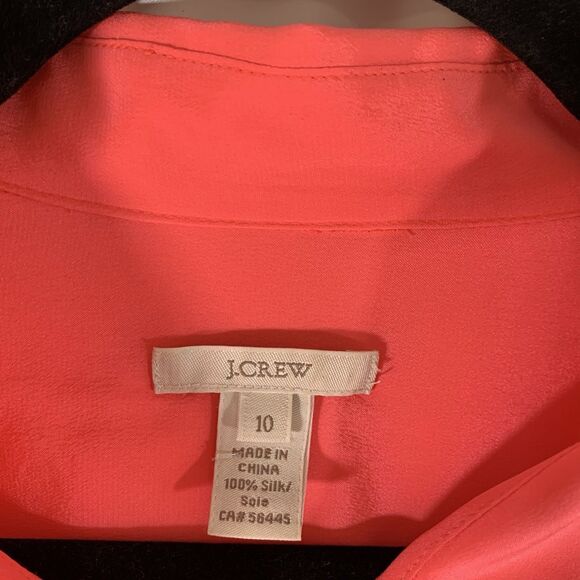 J.CREW
10
MADE IN
CHINA
100% Silk/
Soie
CA# 56445